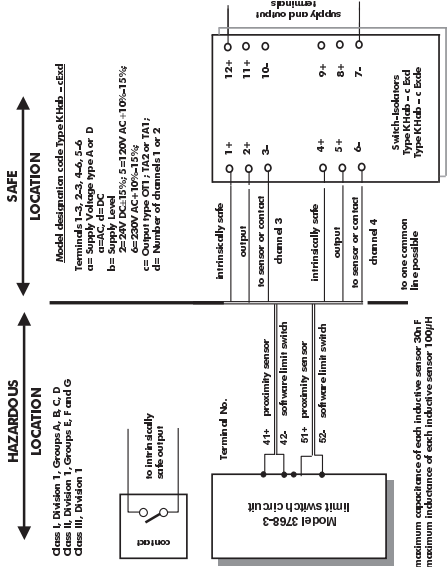 HAZARDOUS
LOCATION
SAFE
LOCATION
Class I, Division 1, Groups A, B, C, D
Class II, Division 1, Groups E, F and G
Class III, Division 1
Model designation code Type KHab – cExd
Terminals 1–3, 2–3, 4–6, 5–6
a= Supply Voltage type A or D
a=AC, d=DC
b= Supply Level
2=24V DC±15%; 5 =120V AC +10%–15%;
6=230V AC+10%–15%;
c= Output type OT1; TA2 or TA1;
d= Number of channels 1 or 2
contact
to intrinsically
safe output
Terminal No.
Model 3768-3
limit switch circuit
41+ proximity sensor
42- software limit switch
51+ proximity sensor
52- software limit switch
intrinsically safe
output
to sensor or contact
channel 3
intrinsically safe
output
to sensor or contact
channel 4
to one common
line possible
1+
2+
3-
4+
5+
6-
12+
11+
10-
9+
8+
7-
supply and output
terminals
Switch-Isolators
Type KHab – c Exd
Type KHab – c Exde
maximum capacitance of each inductive sensor 30nF
maximum inductance of each inductive sensor 100µH